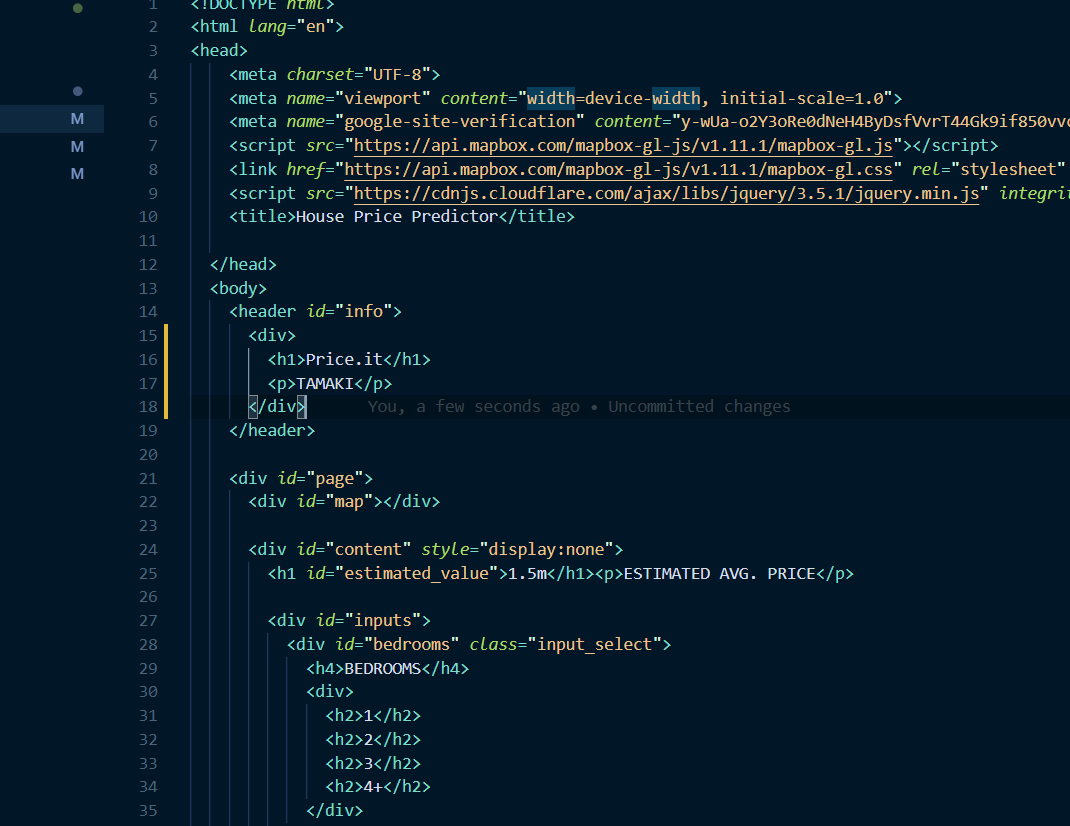 1 <!DOCTYPE html>
2 <html lang="en">
3 <head>
4 <meta charset="UTF-8">
5 <meta name="viewport" content="width=device-width, initial-scale=1.0">
M 6 <meta name="google-site-verification" content="y-wUa-o2Y3oRe0dNeH4ByDsfVvrT44Gk9if850vv
M 7 <script src="https://api.mapbox.com/mapbox-gl-js/v1.11.1/mapbox-gl.js"></script>
M 8 <link href="https://api.mapbox.com/mapbox-gl-js/v1.11.1/mapbox-gl.css" rel="stylesheet"
9 <script src="https://cdnjs.cloudflare.com/ajax/libs/jquery/3.5.1/jquery.min.js" integri
10 <title>House Price Predictor</title>
11
12 </head>
13 <body>
14 <header id="info">
15 <div>
16 <h1>Price.it</h1>
17 <p>TAMAKI</p>
18 </div> You, a few seconds ago • Uncommitted changes
19 </header>
20
21 <div id="page">
22 <div id="map"></div>
23
24 <div id="content" style="display:none">
25 <h1 id="estimated_value">1.5m</h1><p>ESTIMATED AVG. PRICE</p>
26
27 <div id="inputs">
28 <div id="bedrooms" class="input_select">
29 <h4>BEDROOMS</h4>
30 <div>
31 <h2>1</h2>
32 <h2>2</h2>
33 <h2>3</h2>
34 <h2>4+</h2>
35 </div>